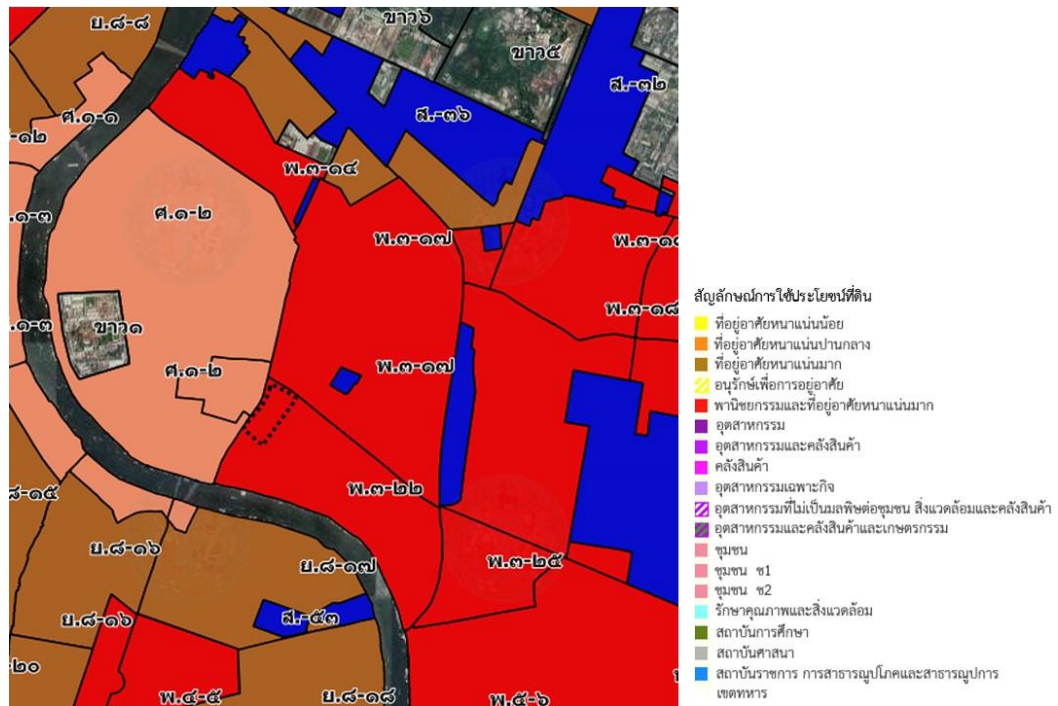 ย.๘-๘
ขาว๖
ขาว๕
ส.-๓๒
ศ.๑-๑
ส.-๓๖
-๑๒
พ.๓-๑๔
ศ.๑-๒
.๑-๓
พ.๓-๑๗
พ.๓-๑๘
ขาว๑
.๑-๓
ศ.๑-๒
พ.๓-๑๗
พ.๓-๒๒
๘-๑๕
ย.๘-๑๖
ย.๘-๑๗
พ.๓-๒๕
ย.๘-๑๖
ส.-๕๓
-๒๐
พ.๔-๕
ย.๘-๑๘
พ.๕-๖
สัญลักษณ์การใช้ประโยชน์ที่ดิน
ที่อยู่อาศัยหนาแน่นน้อย
ที่อยู่อาศัยหนาแน่นปานกลาง
ที่อยู่อาศัยหนาแน่นมาก
อนุรักษ์เพื่อการอยู่อาศัย
พาณิชยกรรมและที่อยู่อาศัยหนาแน่นมาก
อุตสาหกรรม
อุตสาหกรรมและคลังสินค้า
คลังสินค้า
อุตสาหกรรมเฉพาะกิจ
อุตสาหกรรมที่ไม่เป็นมลพิษต่อชุมชน สิ่งแวดล้อมและคลังสินค้า
อุตสาหกรรมและคลังสินค้าและเกษตรกรรม
ชุมชน
ชุมชน ช1
ชุมชน ช2
รักษาคุณภาพและสิ่งแวดล้อม
สถาบันการศึกษา
สถาบันศาสนา
สถาบันราชการ การสาธารณูปโภคและสาธารณูปการ
เขตทหาร